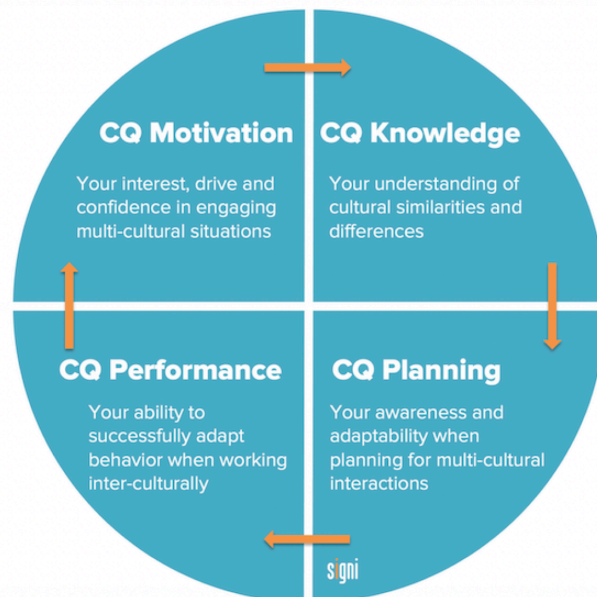 CQ Motivation
Your interest, drive and
confidence in engaging
multi-cultural situations
CQ Knowledge
Your understanding of
cultural similarities and
differences
CQ Performance
Your ability to
successfully adapt
behavior when working
inter-culturally
CQ Planning
Your awareness and
adaptability when
planning for multi-cultural
interactions
signi